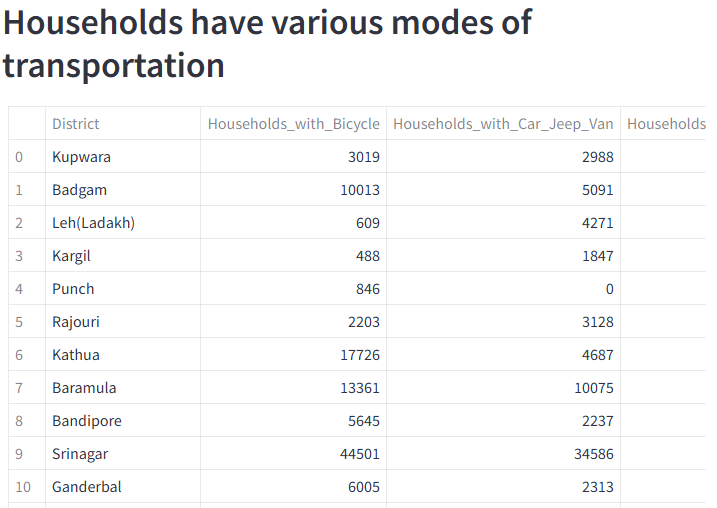 Households have various modes of
transportation
District Households_with_Bicycle Households_with_Car_Jeep_Van Households
0 Kupwara 3019 2988
1 Badgam 10013 5091
2 Leh(Ladakh) 609 4271
3 Kargil 488 1847
4 Punch 846 0
5 Rajouri 2203 3128
6 Kathua 17726 4687
7 Baramula 13361 10075
8 Bandipore 5645 2237
9 Srinagar 44501 34586
10 Ganderbal 6005 2313